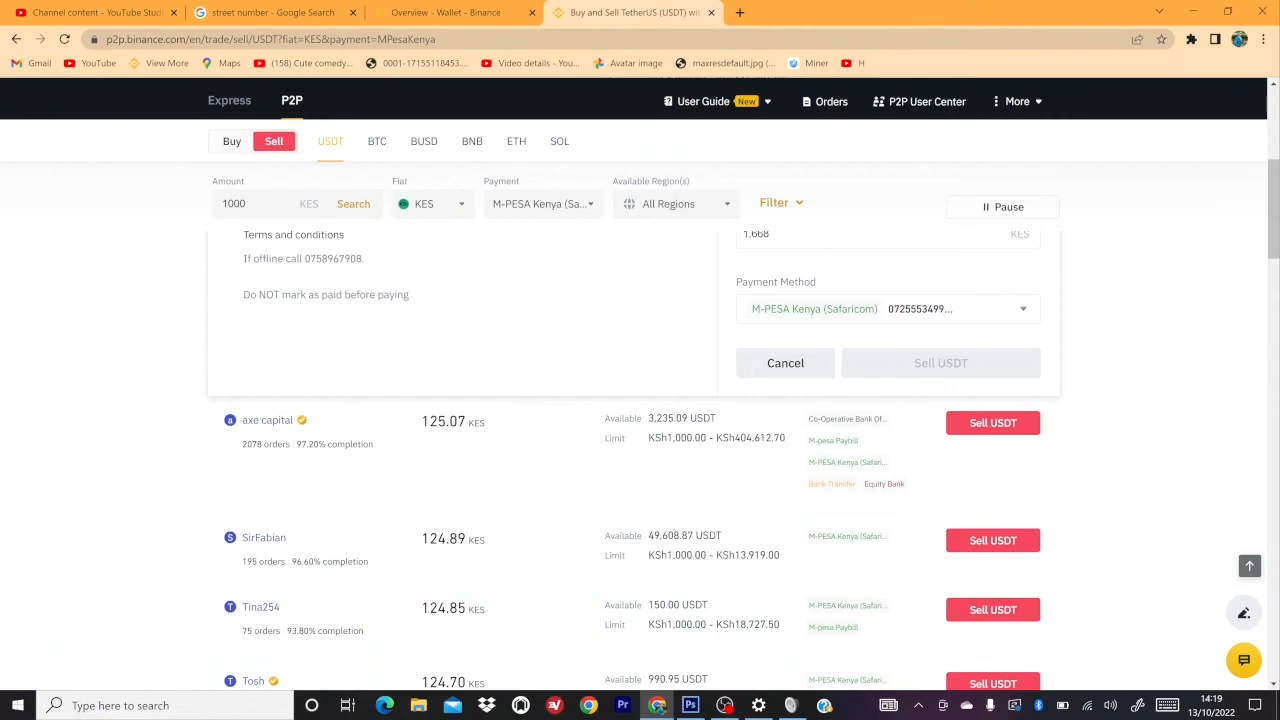 YouTube Studio
street number - Google Search
Overview - Wallet - Binance
Buy and Sell TetherUS (USDT) wit
p2p.binance.com/en/trade/sell/USDT?fiat=KES&payment=MPesaKenya
Gmail
YouTube
View More
Maps
(158) Cute comedy...
0001-17155118453....
Video details - You...
Avatar image
maxresdefault.jpg (...
Miner
H
Express
P2P
User Guide New
Orders
P2P User Center
More
Buy
Sell
USDT
BTC
BUSD
BNB
ETH
SOL
Amount
Fiat
Payment
Available Region(s)
1000 KES Search
KES
M-PESA Kenya (Sa...
All Regions
Filter
Pause
Terms and conditions
If offline call 0758967908.
Do NOT mark as paid before paying
1,668 KES
Payment Method
M-PESA Kenya (Safaricom) 0725553499...
Cancel
Sell USDT
a axe capital
2078 orders 97.20% completion
125.07 KES
Available 3,235.09 USDT
Limit KSh1,000.00 - KSh404,612.70
Co-Operative Bank Of...
M-pesa Paybill
M-PESA Kenya (Safari...
Bank Transfer Equity Bank
Sell USDT
S SirFabian
195 orders 96.60% completion
124.89 KES
Available 49,608.87 USDT
Limit KSh1,000.00 - KSh13,919.00
M-PESA Kenya (Safari...
Sell USDT
T Tina254
75 orders 93.80% completion
124.85 KES
Available 150.00 USDT
Limit KSh1,000.00 - KSh18,727.50
M-PESA Kenya (Safari...
M-pesa Paybill
Sell USDT
T Tosh
124.70 KES
Available 990.95 USDT
M-PESA Kenya (Safari...
Sell USDT
Type here to search
14:19
13/10/2022